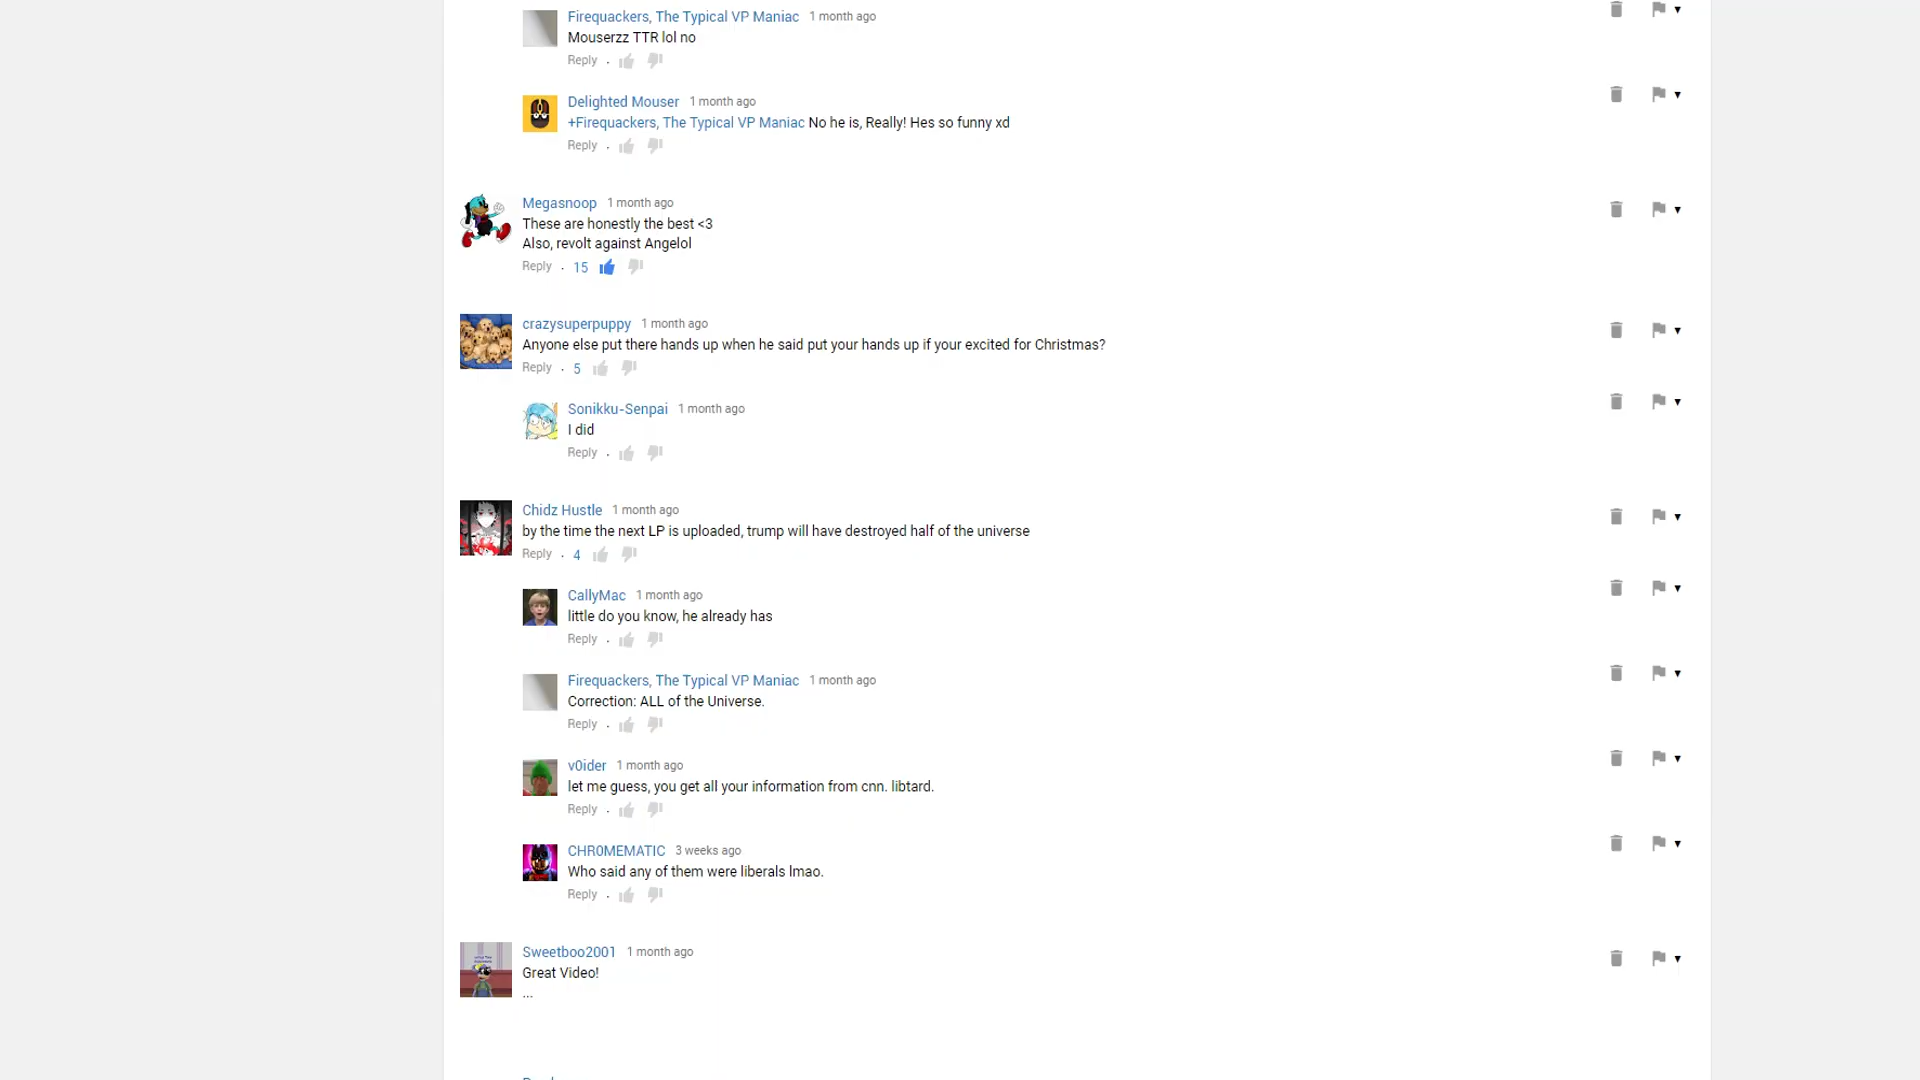 Firequackers, The Typical VP Maniac 1 month ago
Mouserzz TTR lol no
Reply .
Delighted Mouser 1 month ago
+Firequackers, The Typical VP Maniac No he is, Really! Hes so funny xd
Reply .
Megasnoop 1 month ago
These are honestly the best <3
Also, revolt against Angelol
Reply . 15
crazysuperpuppy 1 month ago
Anyone else put there hands up when he said put your hands up if your excited for Christmas?
Reply . 5
Sonikku-Senpai 1 month ago
I did
Reply .
Chidz Hustle 1 month ago
by the time the next LP is uploaded, trump will have destroyed half of the universe
Reply . 4
CallyMac 1 month ago
little do you know, he already has
Reply .
Firequackers, The Typical VP Maniac 1 month ago
Correction: ALL of the Universe.
Reply .
v0ider 1 month ago
let me guess, you get all your information from cnn. libtard.
Reply .
CHR0MEMATIC 3 weeks ago
Who said any of them were liberals lmao.
Reply .
Sweetboo2001 1 month ago
Great Video!
...